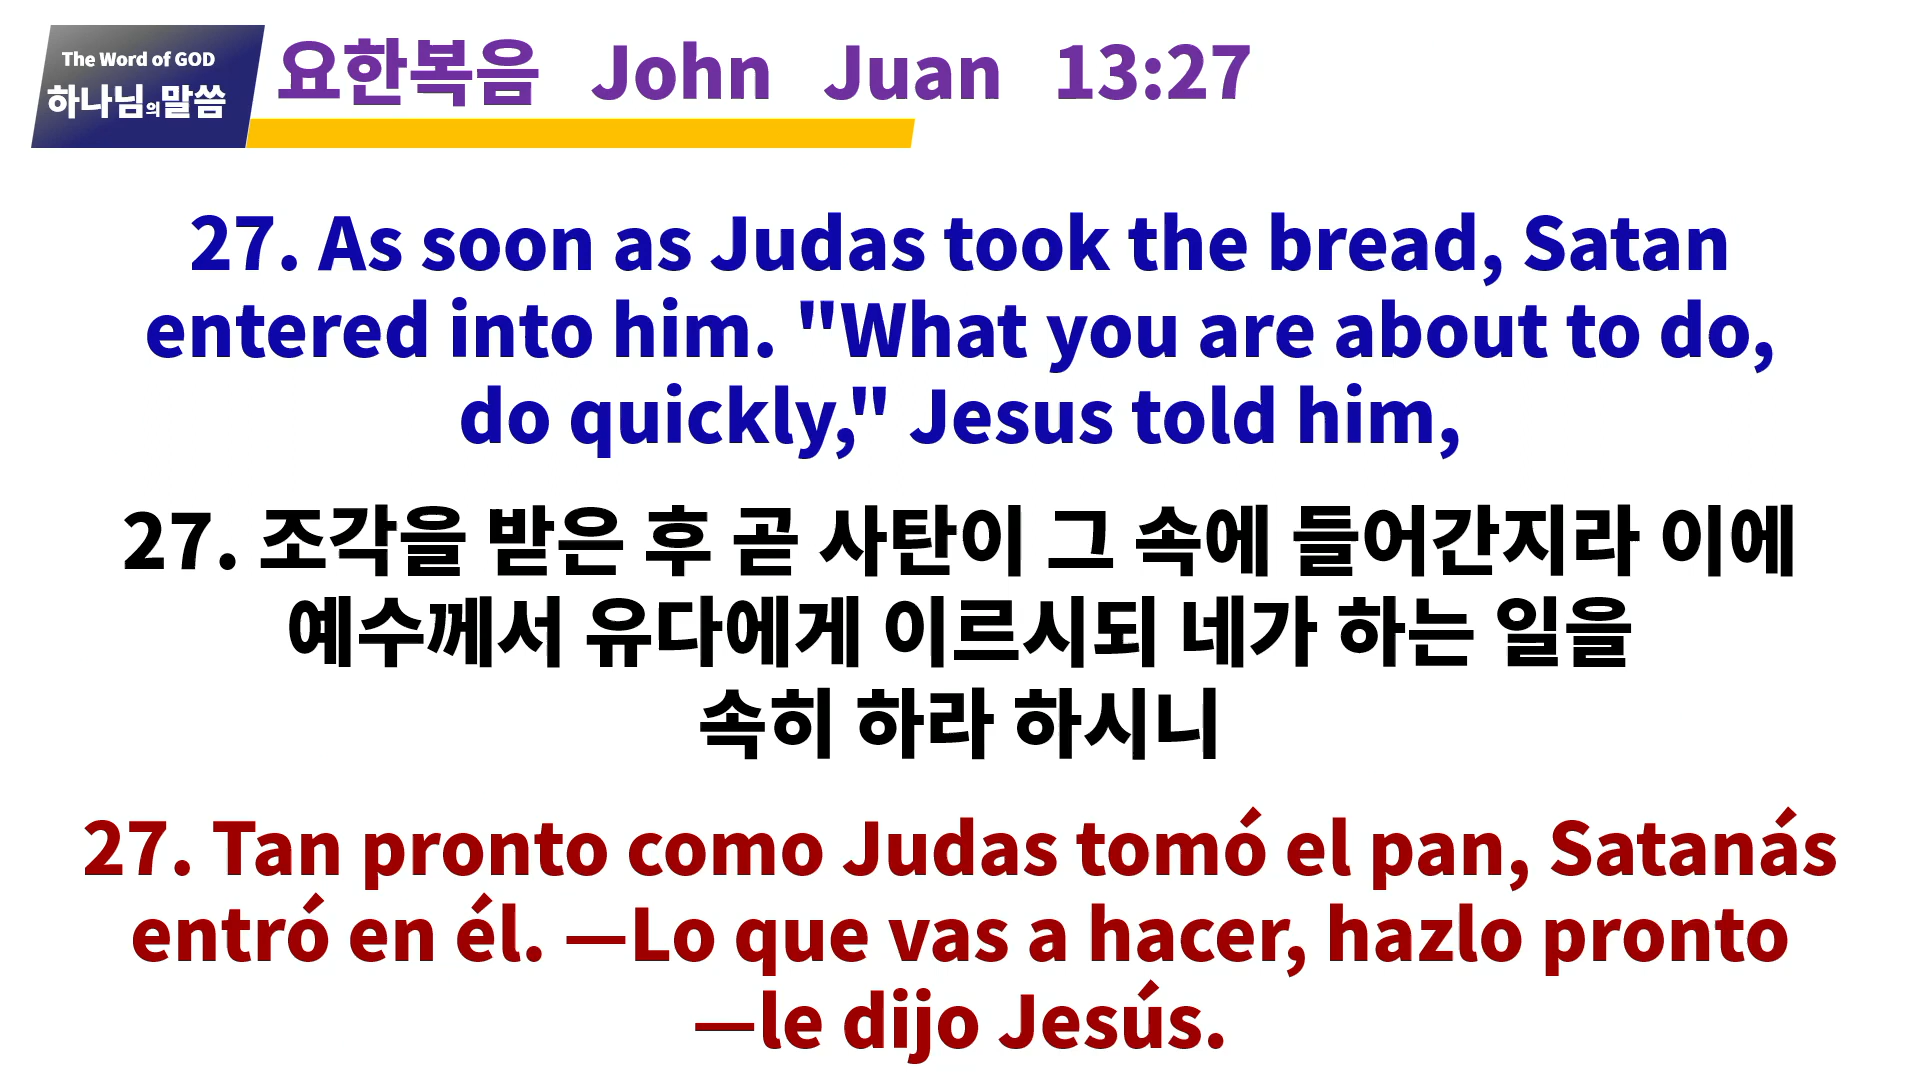 The Word of GOD
하나님의말씀
요한복음 John Juan 13:27
27. As soon as Judas took the bread, Satan
entered into him. "What you are about to do,
do quickly," Jesus told him,
27. 조각을 받은 후 곧 사탄이 그 속에 들어간지라 이에
예수께서 유다에게 이르시되 네가 하는 일을
속히 하라 하시니
27. Tan pronto como Judas tomó el pan, Satanás
entró en él. —Lo que vas a hacer, hazlo pronto
—le dijo Jesús.